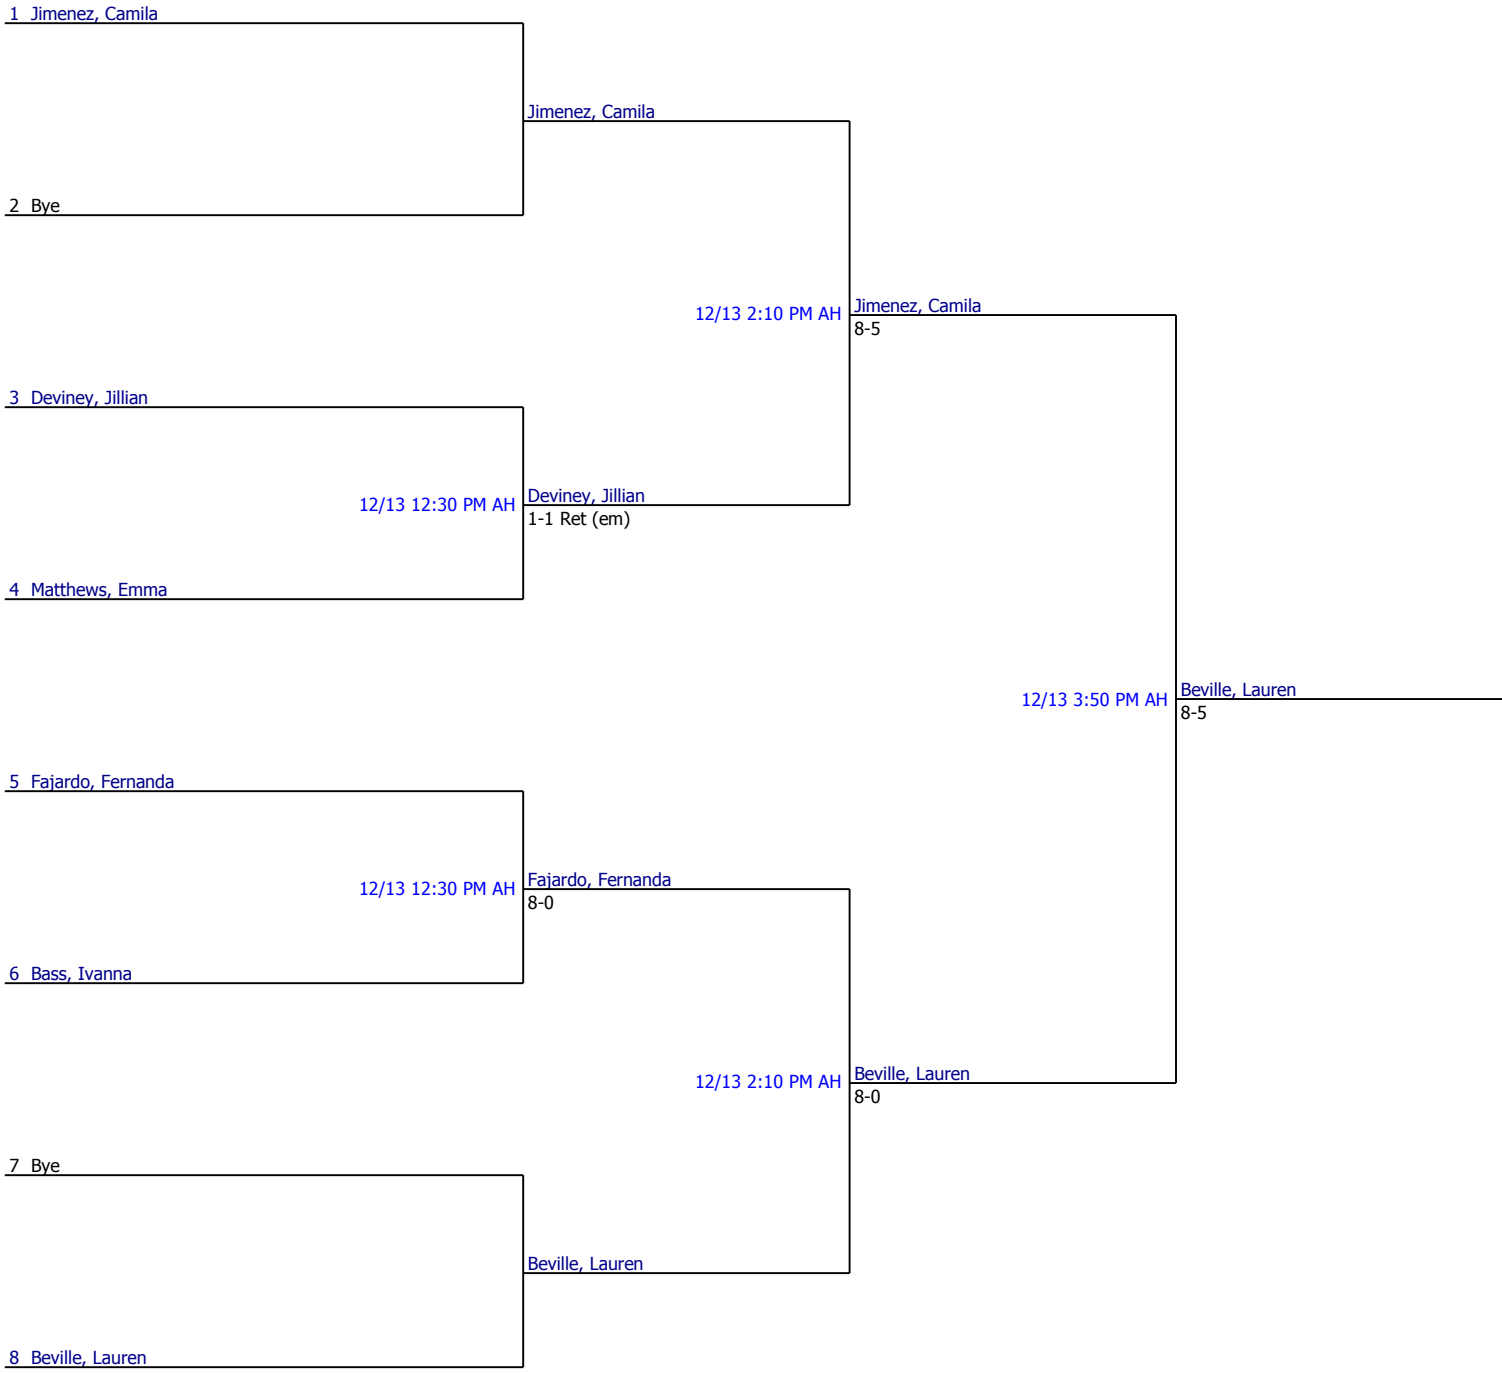 1 Jimenez, Camila
Jimenez, Camila
2 Bye
12/13 2:10 PM AH
Jimenez, Camila
8-5
3 Deviney, Jillian
12/13 12:30 PM AH
Deviney, Jillian
1-1 Ret (em)
4 Matthews, Emma
12/13 3:50 PM AH
Beville, Lauren
8-5
5 Fajardo, Fernanda
12/13 12:30 PM AH
Fajardo, Fernanda
8-0
6 Bass, Ivanna
12/13 2:10 PM AH
Beville, Lauren
8-0
7 Bye
Beville, Lauren
8 Beville, Lauren